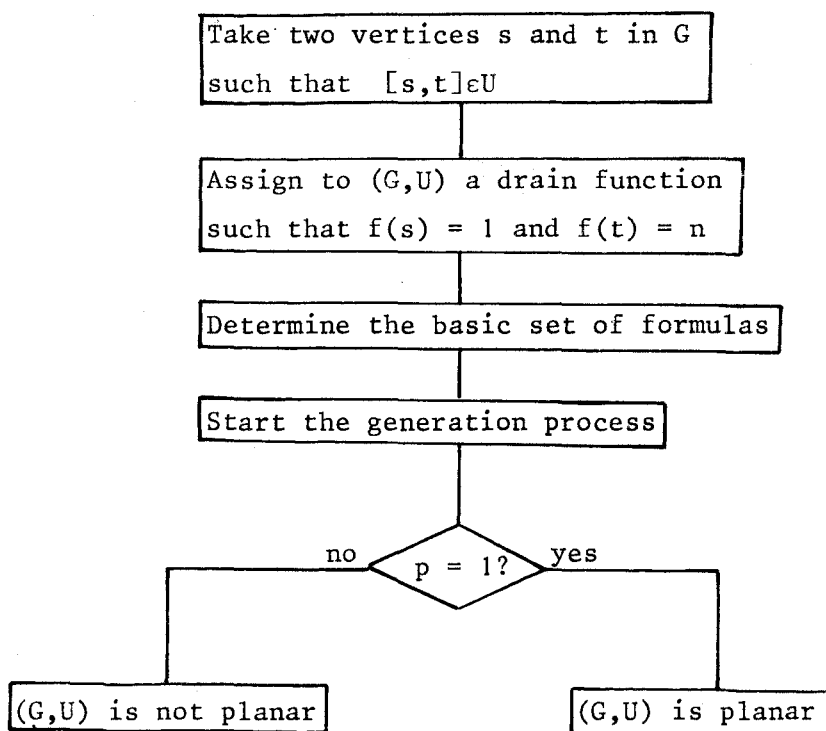 Take two vertices s and t in G
such that [s,t]εU
Assign to (G,U) a drain function
such that f(s) = 1 and f(t) = n
Determine the basic set of formulas
Start the generation process
no
p = 1?
yes
(G,U) is not planar
(G,U) is planar